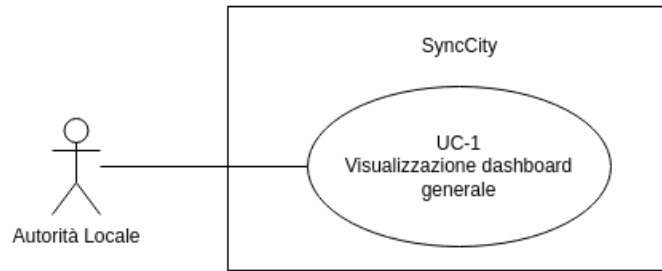 SyncCity
UC-1
Visualizzazione dashboard
generale
Autorità Locale